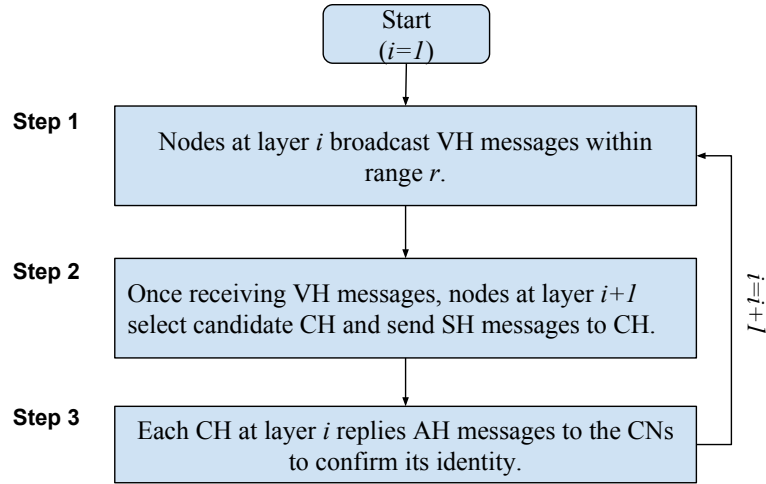 Start
(i=1)
Step 1
Nodes at layer i broadcast VH messages within
range r.
Step 2
Once receiving VH messages, nodes at layer i+1
select candidate CH and send SH messages to CH.
i=i+1
Step 3
Each CH at layer i replies AH messages to the CNs
to confirm its identity.